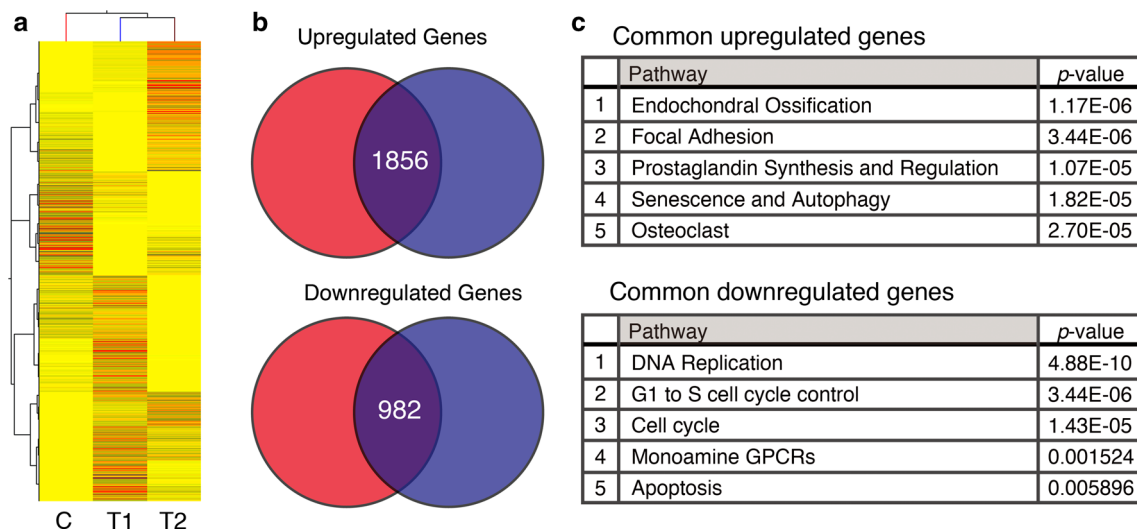 a
C T1 T2
b
Upregulated Genes
1856
Downregulated Genes
982
c
Common upregulated genes
Pathway p-value
1 Endochondral Ossification 1.17E-06
2 Focal Adhesion 3.44E-06
3 Prostaglandin Synthesis and Regulation 1.07E-05
4 Senescence and Autophagy 1.82E-05
5 Osteoclast 2.70E-05
Common downregulated genes
Pathway p-value
1 DNA Replication 4.88E-10
2 G1 to S cell cycle control 3.44E-06
3 Cell cycle 1.43E-05
4 Monoamine GPCRs 0.001524
5 Apoptosis 0.005896